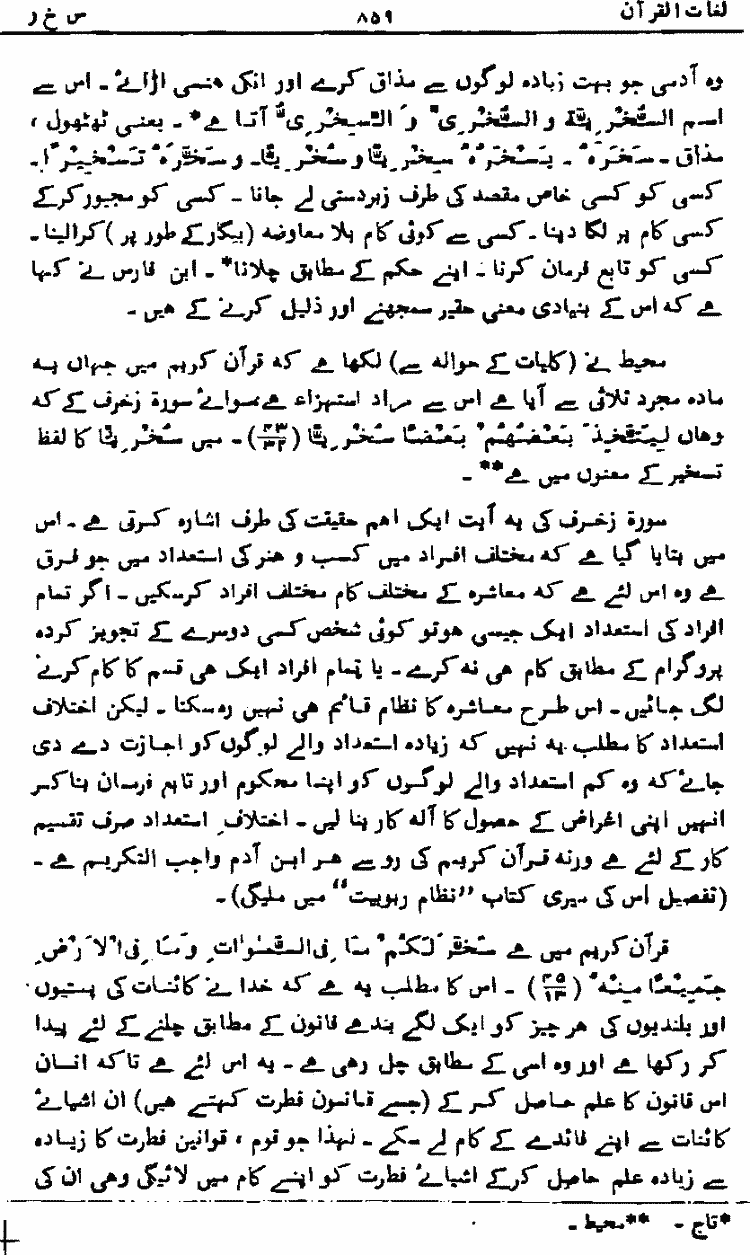 لغات القرآن ۸۵۹ س خ ر
وہ آدمی جو بہت زیادہ لوگوں سے مذاق کرے اور انکی ہنسی اڑائے ۔ اس سے
اسم السُّخْرِیَّۃُ و السُّخْرِیُّ وَ السِّخْرِیُّ آتا ہے* ۔ یعنی ٹھٹھول ،
مذاق ۔ سَخَرَہٗ ۔ یَسْخَرُہٗ سِخْرِیًّا وَ سُخْرِیًّا ۔ و سَخَّرَہٗ تَسْخِیْرًا ۔
کسی کو کسی خاص مقصد کی طرف زبردستی لے جانا ۔ کسی کو مجبور کرکے
کسی کام پر لگا دینا ۔ کسی سے کوئی کام بلا معاوضہ (بیگار کے طور پر) کرا لینا ۔
کسی کو تابع فرمان کرنا ۔ اپنے حکم کے مطابق چلانا* ۔ ابن فارس نے کہا
ہے کہ اس کے بنیادی معنی حقیر سمجھنے اور ذلیل کرنے کے ہیں ۔
محیط نے (کلیات کے حوالہ سے) لکھا ہے کہ قرآن کریم میں جہاں یہ
مادہ مجرد ثلاثی سے آیا ہے اس سے مراد استہزاء ہے سوائے سورۃ زخرف کے کہ
وہاں لِیَتَّخِذَ بَعْضُھُمْ بَعْضًا سُخْرِیًّا (۴۳/۳۲) ۔ میں سُخْرِیًّا کا لفظ
تسخیر کے معنوں میں ہے** ۔
سورۃ زخرف کی یہ آیت ایک اہم حقیقت کی طرف اشارہ کرتی ہے ۔ اس
میں بتایا گیا ہے کہ مختلف افراد میں کسب و ہنر کی استعداد میں جو فرق
ہے وہ اس لئے ہے کہ معاشرہ کے مختلف کام مختلف افراد کرسکیں ۔ اگر تمام
افراد کی استعداد ایک جیسی ہوتو کوئی شخص کسی دوسرے کے تجویز کردہ
پروگرام کے مطابق کام ہی نہ کرے ۔ یا تمام افراد ایک ہی قسم کا کام کرنے
لگ جائیں ۔ اس طرح معاشرہ کا نظام قائم ہی نہیں رہ سکتا ۔ لیکن اختلاف
استعداد کا مطلب یہ نہیں کہ زیادہ استعداد والے لوگوں کو اجازت دے دی
جائے کہ وہ کم استعداد والے لوگوں کو اپنا محکوم اور تابع فرمان بنا کر
انہیں اپنی اغراض کے حصول کا آلہ کار بنا لیں ۔ اختلافِ استعداد صرف تقسیم
کار کے لئے ہے ورنہ قرآن کریم کی رو سے ہر ابن آدم واجب التکریم ہے ۔
(تفصیل اس کی میری کتاب ”نظام ربوبیت“ میں ملیگی) ۔
قرآن کریم میں ہے سَخَّرَ لَکُمْ مَّا فِی السَّمٰوٰاتِ وَمَا فِی الْاَرْضِ
جَمِیْعًا مِّنْہُ (۴۵/۱۳) ۔ اس کا مطلب یہ ہے کہ خدا نے کائنات کی پستیوں
اور بلندیوں کی ہر چیز کو ایک لگے بندھے قانون کے مطابق چلنے کے لئے پیدا
کر رکھا ہے اور وہ اسی کے مطابق چل رہی ہے ۔ یہ اس لئے ہے تاکہ انسان
اس قانون کا علم حاصل کر کے (جسے قانون فطرت کہتے ہیں) ان اشیائے
کائنات سے اپنے فائدے کے کام لے سکے ۔ لہٰذا جو قوم ، قوانین فطرت کا زیادہ
سے زیادہ علم حاصل کرکے اشیائے فطرت کو اپنے کام میں لائیگی وہی ان کی
*تاج ۔ **محیط ۔